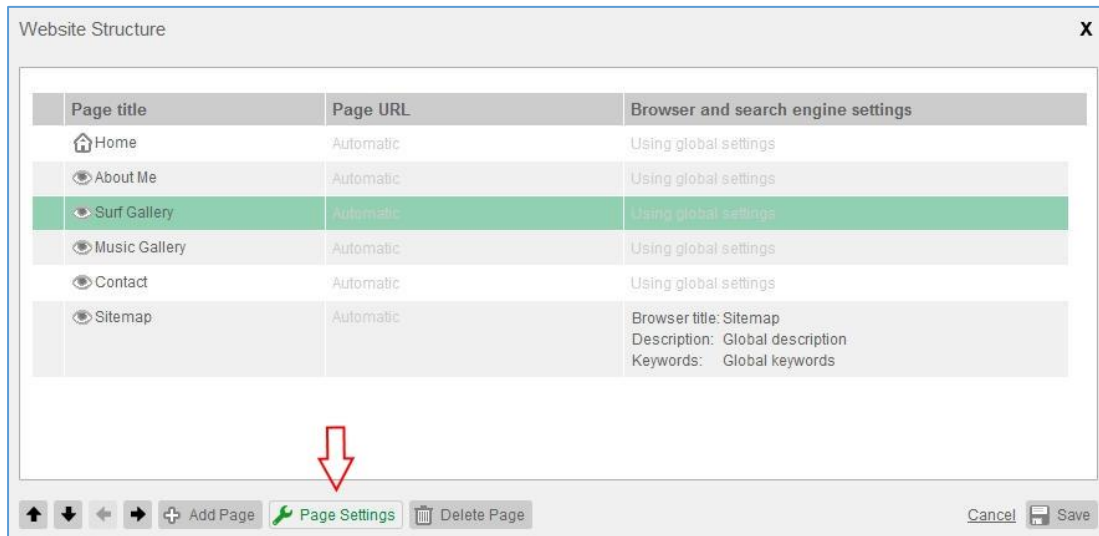 Website Structure X
Page title Page URL Browser and search engine settings
Home Automatic Using global settings
About Me Automatic Using global settings
Surf Gallery Automatic Using global settings
Music Gallery Automatic Using global settings
Contact Automatic Using global settings
Sitemap Automatic Browser title: Sitemap
Description: Global description
Keywords: Global keywords
Add Page Page Settings Delete Page Cancel Save